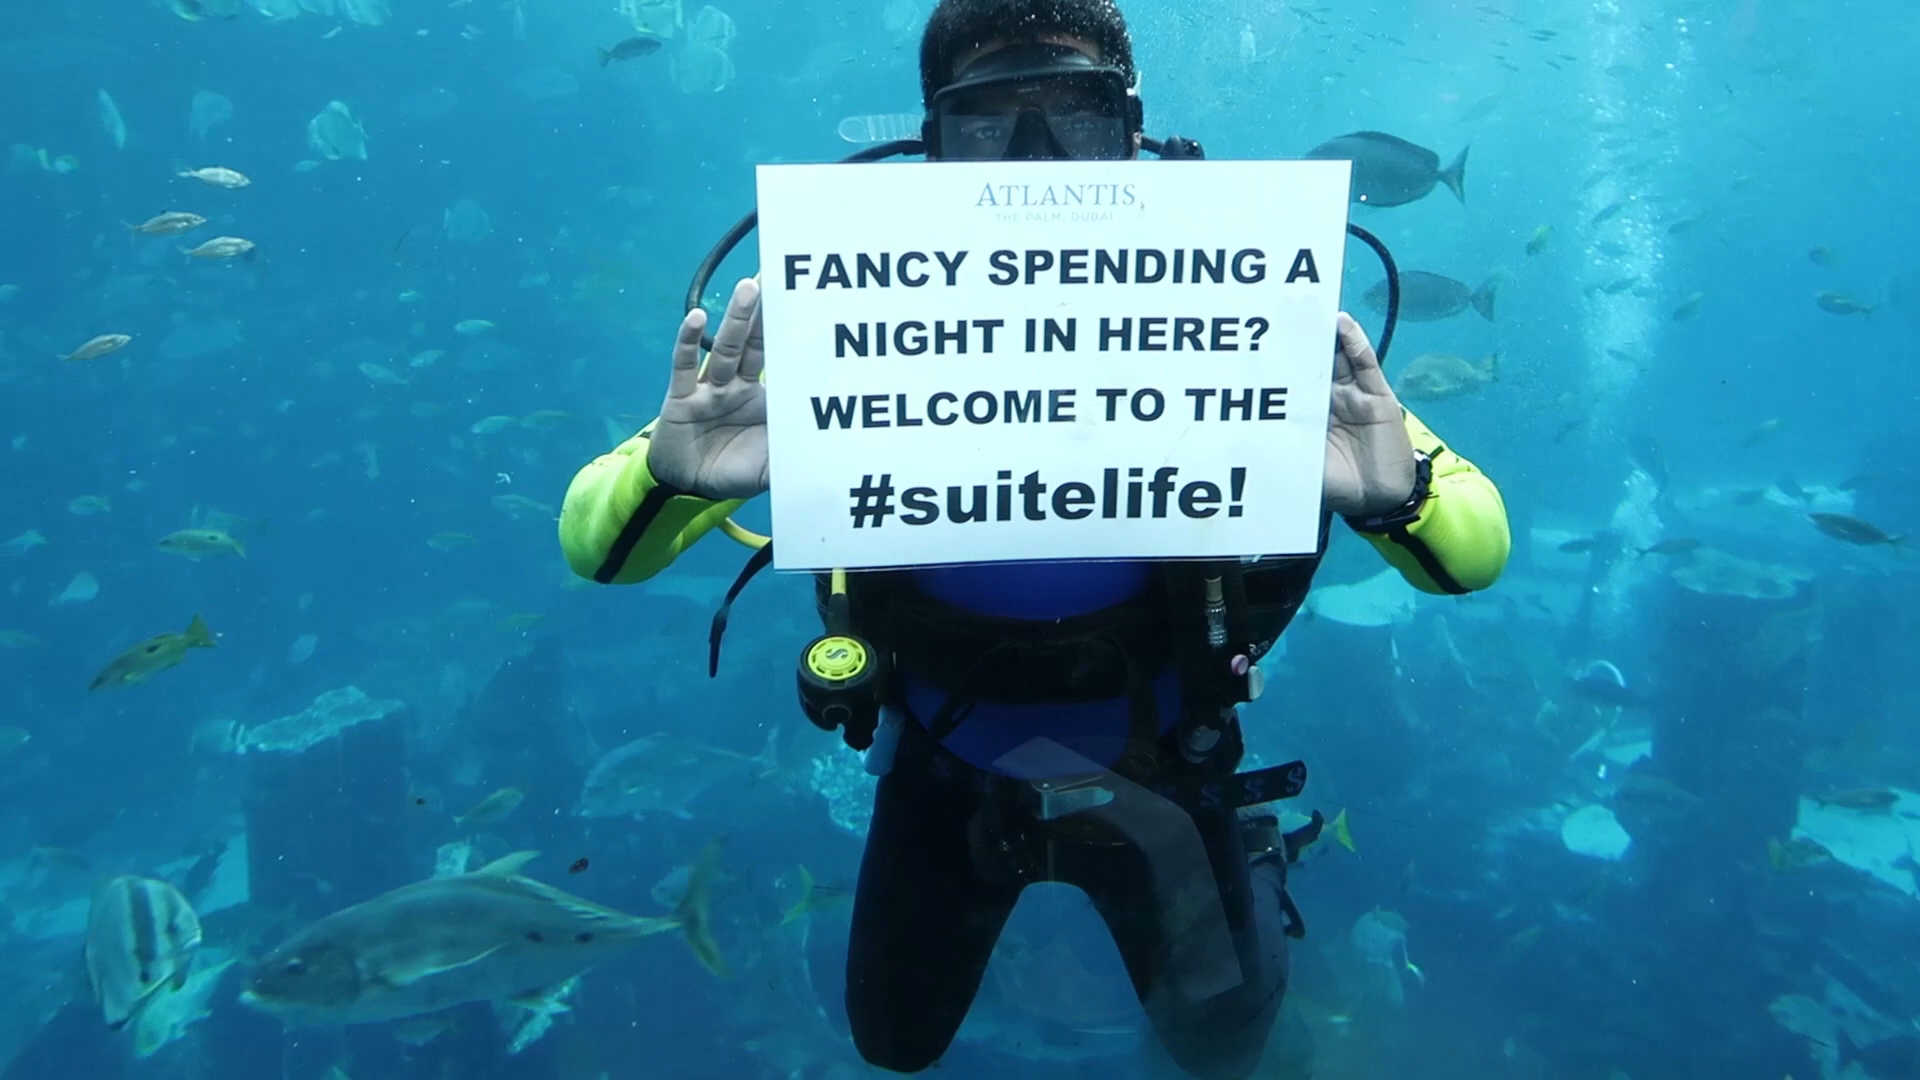 ATLANTIS
THE PALM, DUBAI
FANCY SPENDING A
NIGHT IN HERE?
WELCOME TO THE
#suitelife!